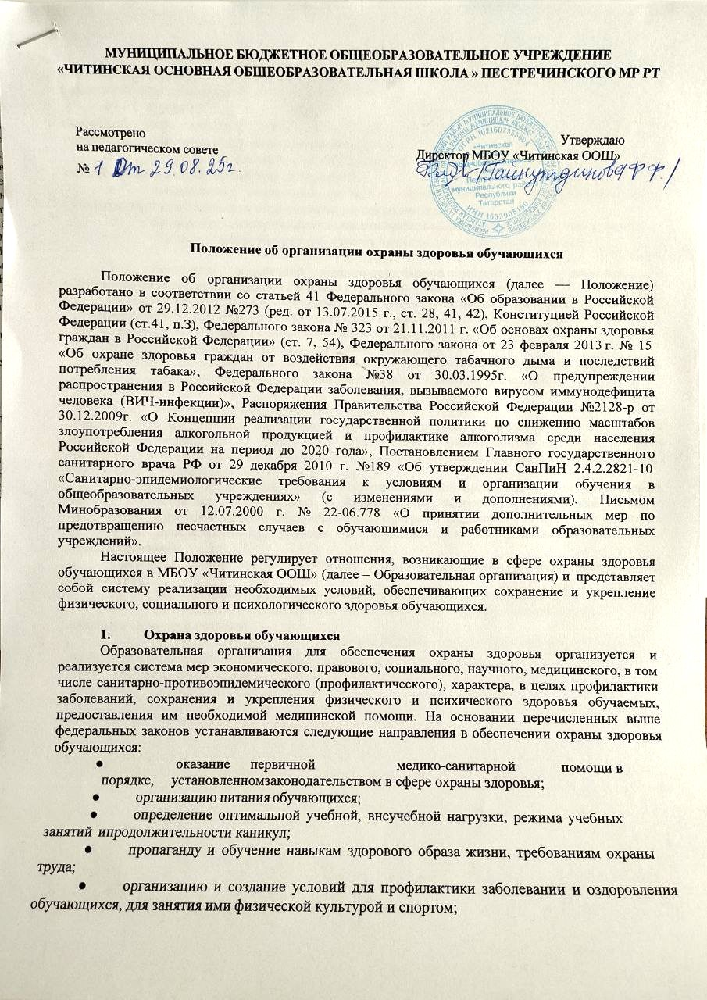 МУНИЦИПАЛЬНОЕ БЮДЖЕТНОЕ ОБЩЕОБРАЗОВАТЕЛЬНОЕ УЧРЕЖДЕНИЕ
«ЧИТИНСКАЯ ОСНОВНАЯ ОБЩЕОБРАЗОВАТЕЛЬНАЯ ШКОЛА » ПЕСТРЕЧИНСКОГО МР РТ
Рассмотрено
на педагогическом совете
№ 1 От 29.08.25г.
Утверждаю
Директор МБОУ «Читинская ООШ»
/Гайнутдинова Ф.Ф./
ОГРН 1021607355604
«Читинская
муниципального района
Республики
Татарстан
ИНН 1633005150
Положение об организации охраны здоровья обучающихся
Положение об организации охраны здоровья обучающихся (далее — Положение)
разработано в соответствии со статьей 41 Федерального закона «Об образовании в Российской
Федерации» от 29.12.2012 №273 (ред. от 13.07.2015 г., ст. 28, 41, 42), Конституцией Российской
Федерации (ст.41, п.З), Федерального закона № 323 от 21.11.2011 г. «Об основах охраны здоровья
граждан в Российской Федерации» (ст. 7, 54), Федерального закона от 23 февраля 2013 г. № 15
«Об охране здоровья граждан от воздействия окружающего табачного дыма и последствий
потребления табака», Федерального закона №38 от 30.03.1995г. «О предупреждении
распространения в Российской Федерации заболевания, вызываемого вирусом иммунодефицита
человека (ВИЧ-инфекции)», Распоряжения Правительства Российской Федерации №2128-р от
30.12.2009г. «О Концепции реализации государственной политики по снижению масштабов
злоупотребления алкогольной продукцией и профилактике алкоголизма среди населения
Российской Федерации на период до 2020 года», Постановлением Главного государственного
санитарного врача РФ от 29 декабря 2010 г. №189 «Об утверждении СанПиН 2.4.2.2821-10
«Санитарно-эпидемиологические требования к условиям и организации обучения в
общеобразовательных учреждениях» (с изменениями и дополнениями), Письмом
Минобразования от 12.07.2000 г. № 22-06.778 «О принятии дополнительных мер по
предотвращению несчастных случаев с обучающимися и работниками образовательных
учреждений».
Настоящее Положение регулирует отношения, возникающие в сфере охраны здоровья
обучающихся в МБОУ «Читинская ООШ» (далее – Образовательная организация) и представляет
собой систему реализации необходимых условий, обеспечивающих сохранение и укрепление
физического, социального и психологического здоровья обучающихся.
1. Охрана здоровья обучающихся
Образовательная организация для обеспечения охраны здоровья организуется и
реализуется система мер экономического, правового, социального, научного, медицинского, в том
числе санитарно-противоэпидемического (профилактического), характера, в целях профилактики
заболеваний, сохранения и укрепления физического и психического здоровья обучаемых,
предоставления им необходимой медицинской помощи. На основании перечисленных выше
федеральных законов устанавливаются следующие направления в обеспечении охраны здоровья
обучающихся:
● оказание первичной медико-санитарной помощи в
порядке, установленномзаконодательством в сфере охраны здоровья;
● организацию питания обучающихся;
● определение оптимальной учебной, внеучебной нагрузки, режима учебных
занятий ипродолжительности каникул;
● пропаганду и обучение навыкам здорового образа жизни, требованиям охраны
труда;
● организацию и создание условий для профилактики заболевании и оздоровления
обучающихся, для занятия ими физической культурой и спортом;